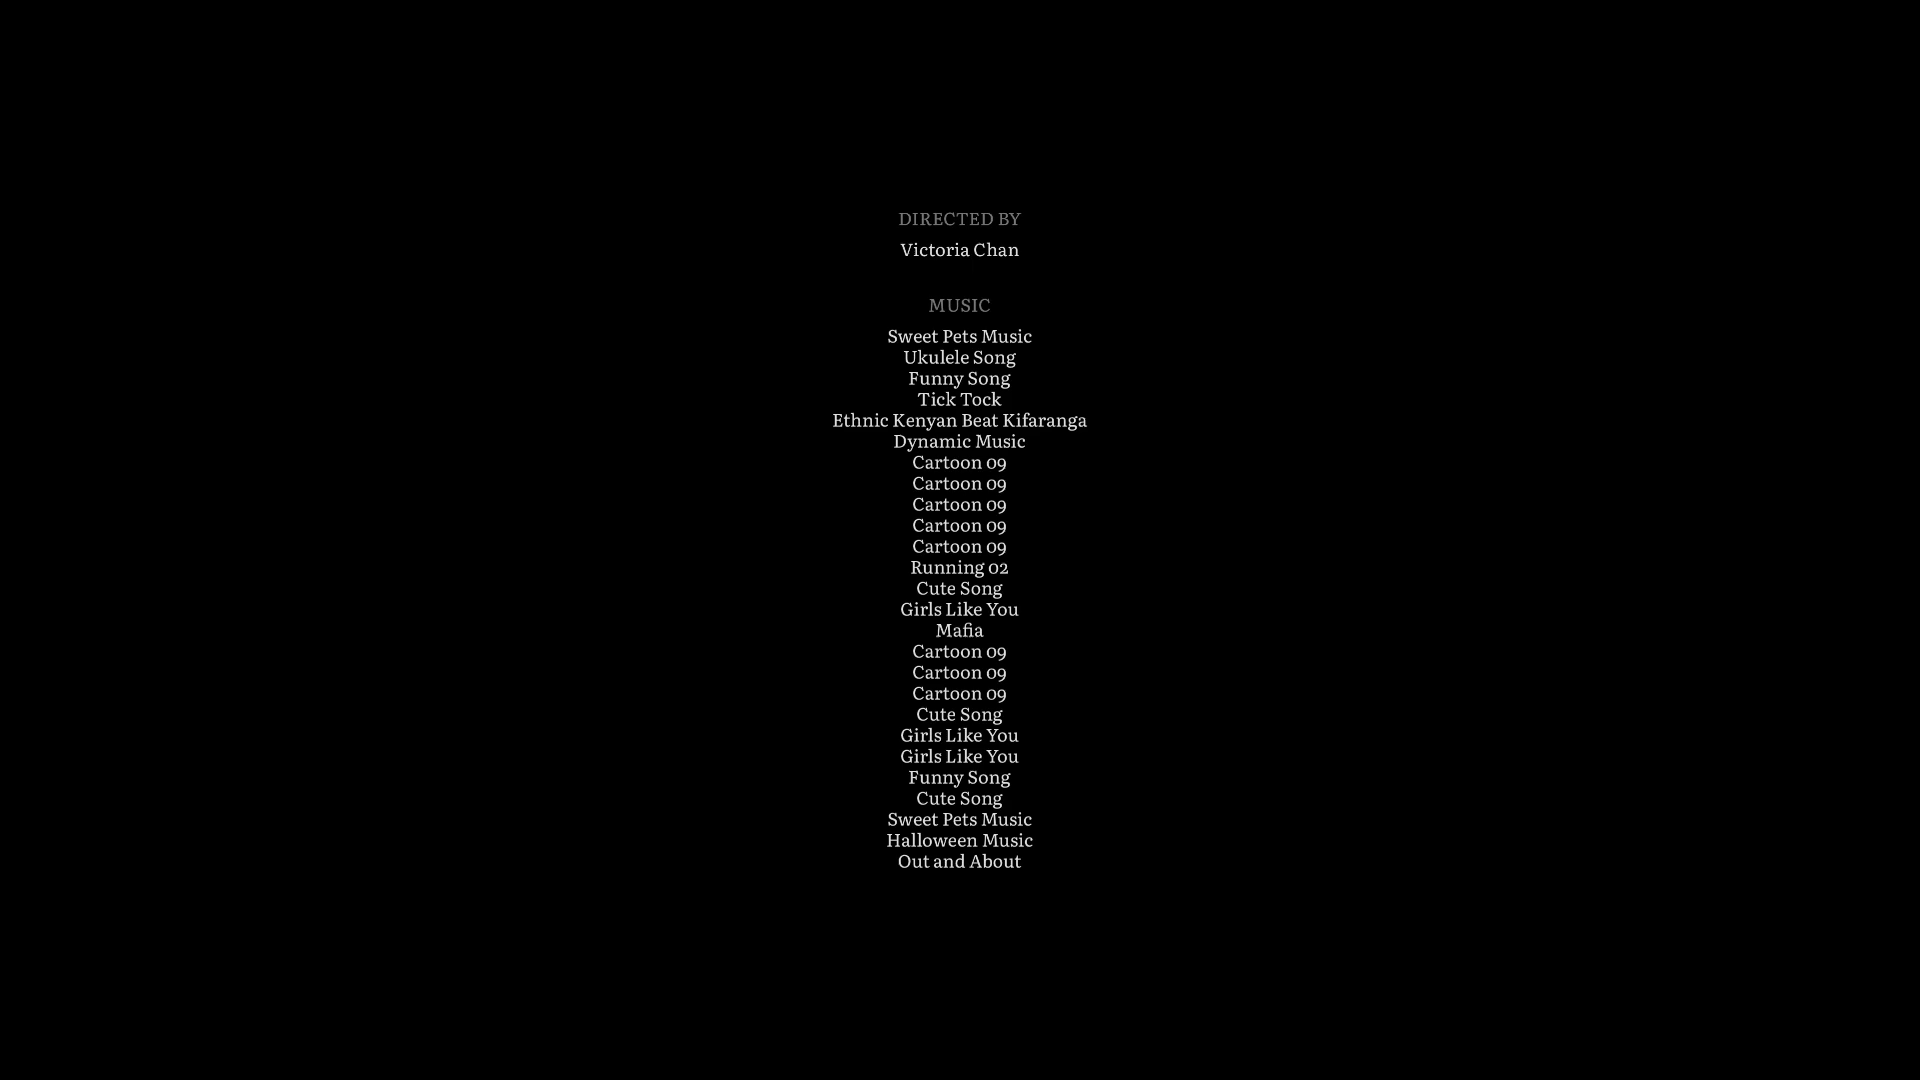 DIRECTED BY
Victoria Chan
MUSIC
Sweet Pets Music
Ukulele Song
Funny Song
Tick Tock
Ethnic Kenyan Beat Kifaranga
Dynamic Music
Cartoon 09
Cartoon 09
Cartoon 09
Cartoon 09
Cartoon 09
Running 02
Cute Song
Girls Like You
Mafia
Cartoon 09
Cartoon 09
Cartoon 09
Cute Song
Girls Like You
Girls Like You
Funny Song
Cute Song
Sweet Pets Music
Halloween Music
Out and About